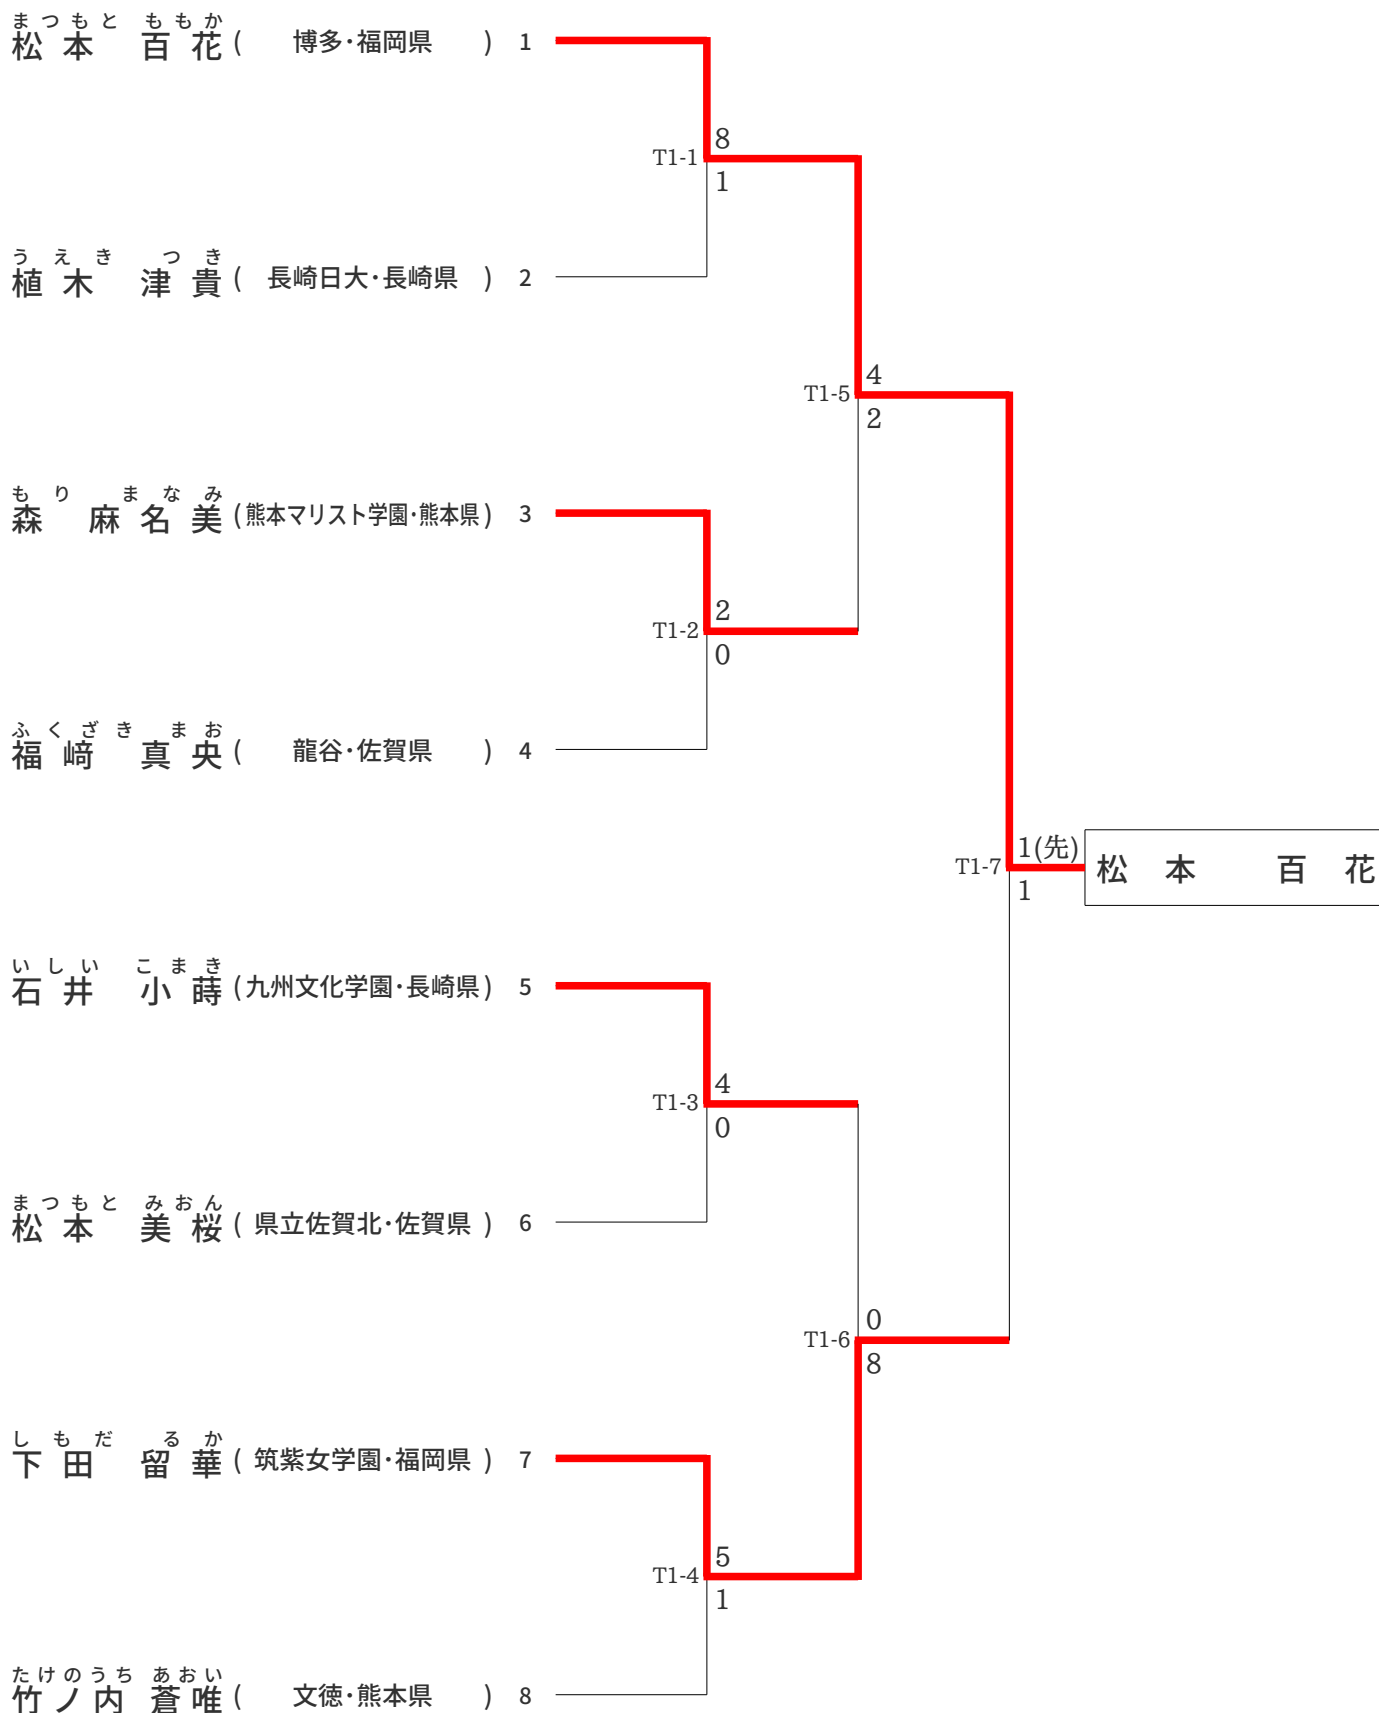 まつもと ももか
松本 百花 ( 博多・福岡県 ) 1
8
T1-1
1
うえき つき
植木 津貴 ( 長崎日大・長崎県 ) 2
4
T1-5
2
もり まなみ
森 麻名美 (熊本マリスト学園・熊本県) 3
2
T1-2
0
ふくざき まお
福﨑 真央 ( 龍谷・佐賀県 ) 4
1(先)
T1-7
松本 百花
1
いしい こまき
石井 小蒔 (九州文化学園・長崎県) 5
4
T1-3
0
まつもと みおん
松本 美桜 ( 県立佐賀北・佐賀県 ) 6
0
T1-6
8
しもだ るか
下田 留華 ( 筑紫女学園・福岡県 ) 7
5
T1-4
1
たけのうち あおい
竹ノ内 蒼唯 ( 文徳・熊本県 ) 8